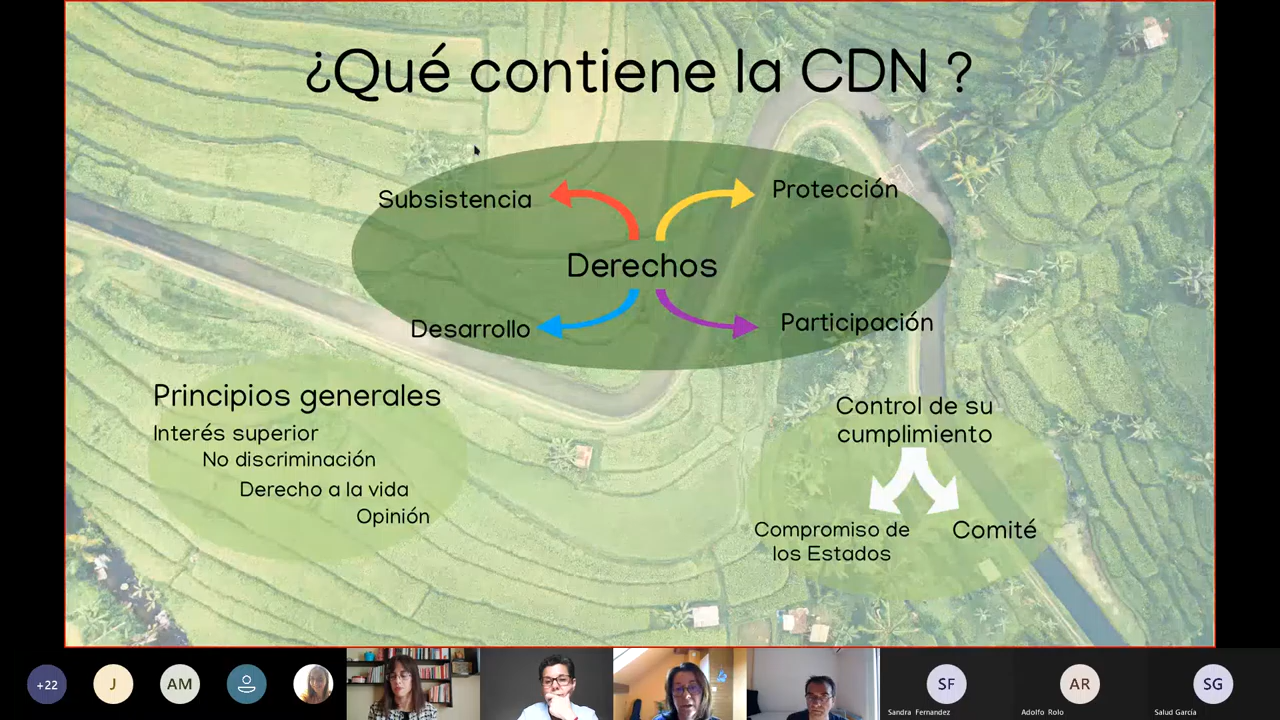 ¿Qué contiene la CDN ?
Subsistencia
Protección
Derechos
Desarrollo
Participación
Principios generales
Interés superior
No discriminación
Derecho a la vida
Opinión
Control de su
cumplimiento
Compromiso de
los Estados
Comité
+22
J
AM
SF
AR
SG
Sandra Fernandez
Adolfo Rolo
Salud García